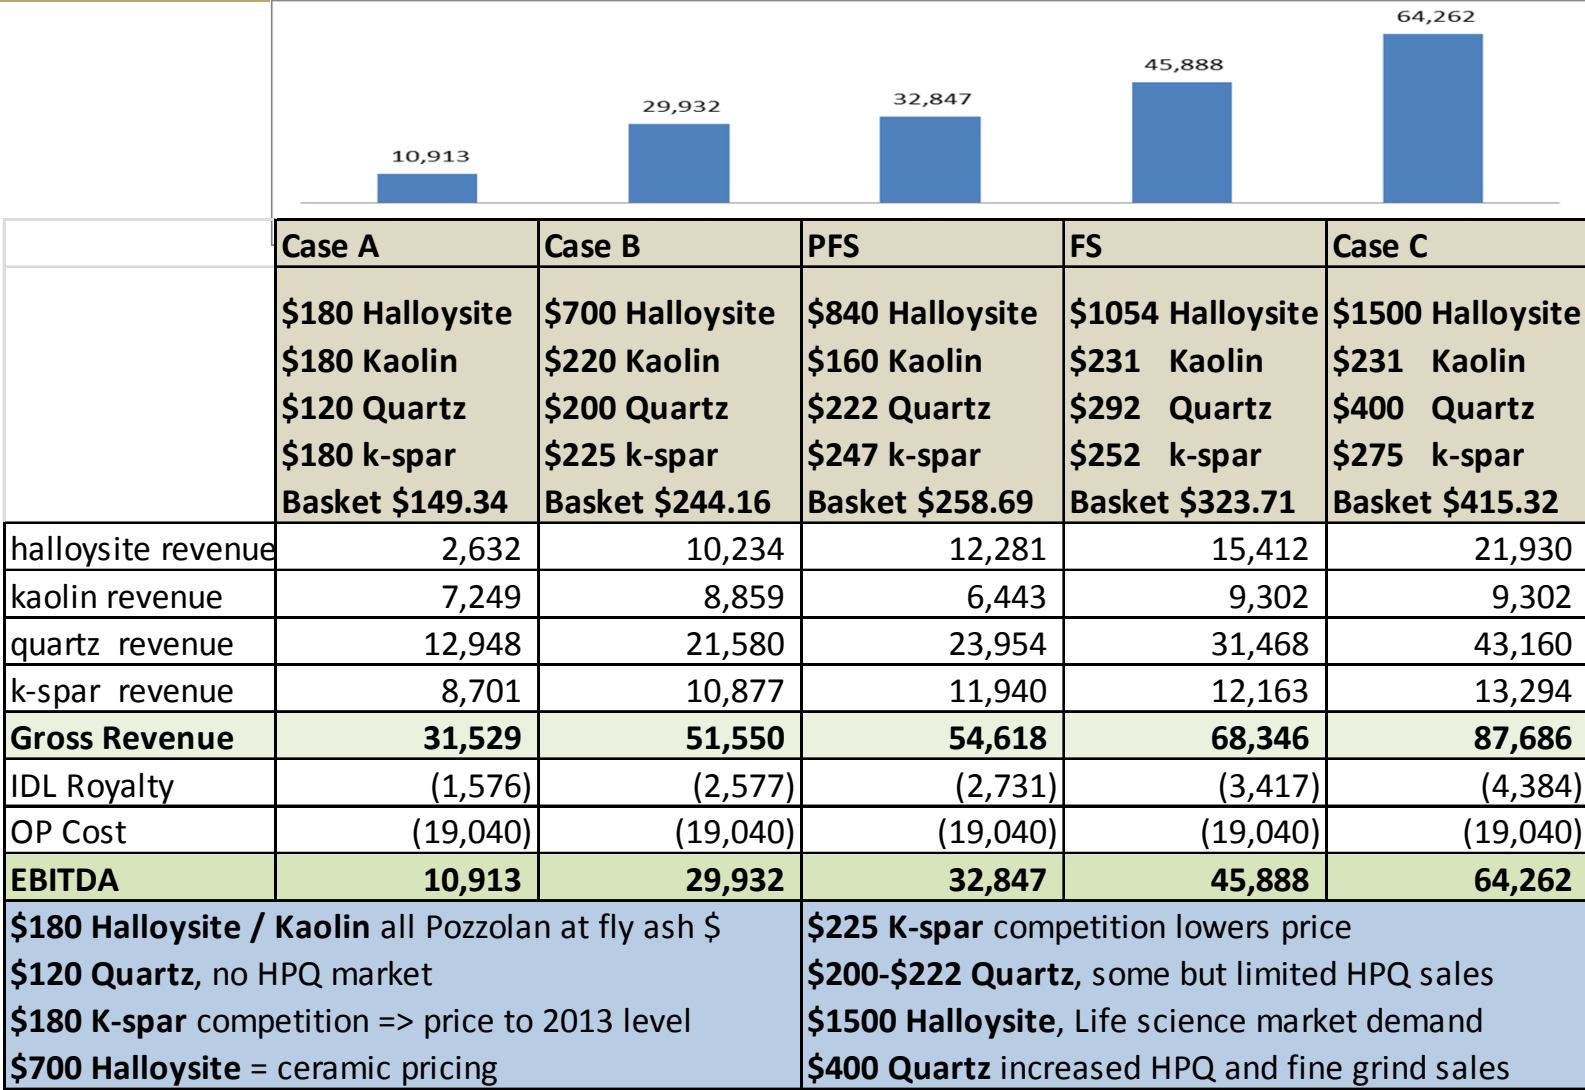 64,262
45,888
32,847
29,932
10,913
Case A Case B PFS FS Case C
$180 Halloysite $700 Halloysite $840 Halloysite $1054 Halloysite $1500 Halloysite
$180 Kaolin $220 Kaolin $160 Kaolin $231 Kaolin $231 Kaolin
$120 Quartz $200 Quartz $222 Quartz $292 Quartz $400 Quartz
$180 k-spar $225 k-spar $247 k-spar $252 k-spar $275 k-spar
Basket $149.34 Basket $244.16 Basket $258.69 Basket $323.71 Basket $415.32
halloysite revenue 2,632 10,234 12,281 15,412 21,930
kaolin revenue 7,249 8,859 6,443 9,302 9,302
quartz revenue 12,948 21,580 23,954 31,468 43,160
k-spar revenue 8,701 10,877 11,940 12,163 13,294
Gross Revenue 31,529 51,550 54,618 68,346 87,686
IDL Royalty (1,576) (2,577) (2,731) (3,417) (4,384)
OP Cost (19,040) (19,040) (19,040) (19,040) (19,040)
EBITDA 10,913 29,932 32,847 45,888 64,262
$180 Halloysite / Kaolin all Pozzolan at fly ash $
$120 Quartz, no HPQ market
$180 K-spar competition => price to 2013 level
$700 Halloysite = ceramic pricing
$225 K-spar competition lowers price
$200-$222 Quartz, some but limited HPQ sales
$1500 Halloysite, Life science market demand
$400 Quartz increased HPQ and fine grind sales